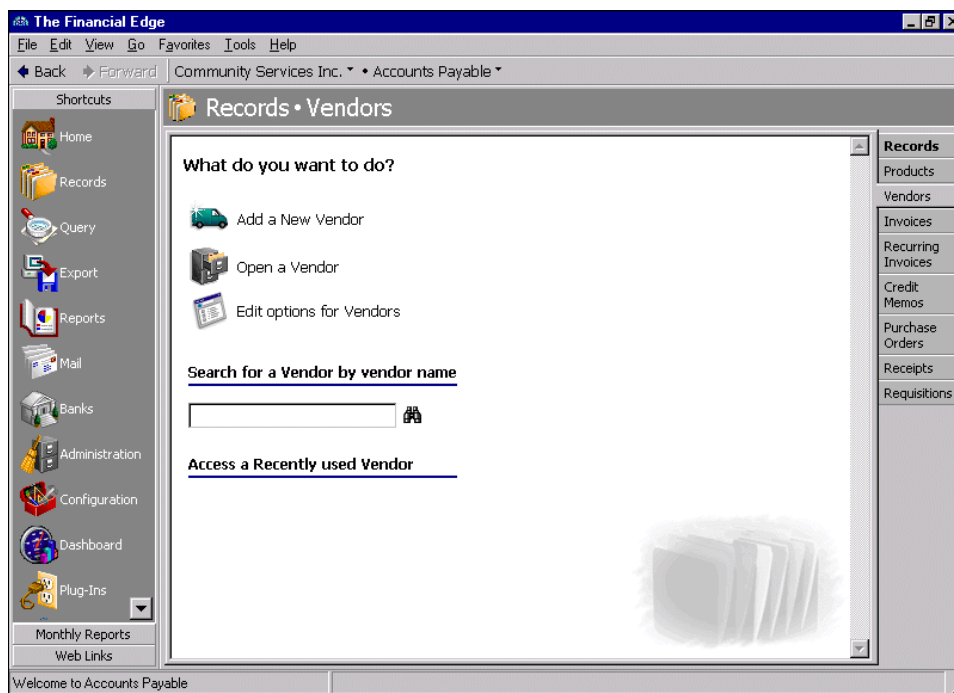 The Financial Edge
File Edit View Go Favorites Tools Help
Back Forward Community Services Inc. • Accounts Payable
Shortcuts
Home
Records
Query
Export
Reports
Mail
Banks
Administration
Configuration
Dashboard
Plug-Ins
Monthly Reports
Web Links
Records • Vendors
What do you want to do?
Add a New Vendor
Open a Vendor
Edit options for Vendors
Search for a Vendor by vendor name
Access a Recently used Vendor
Records
Products
Vendors
Invoices
Recurring
Invoices
Credit
Memos
Purchase
Orders
Receipts
Requisitions
Welcome to Accounts Payable